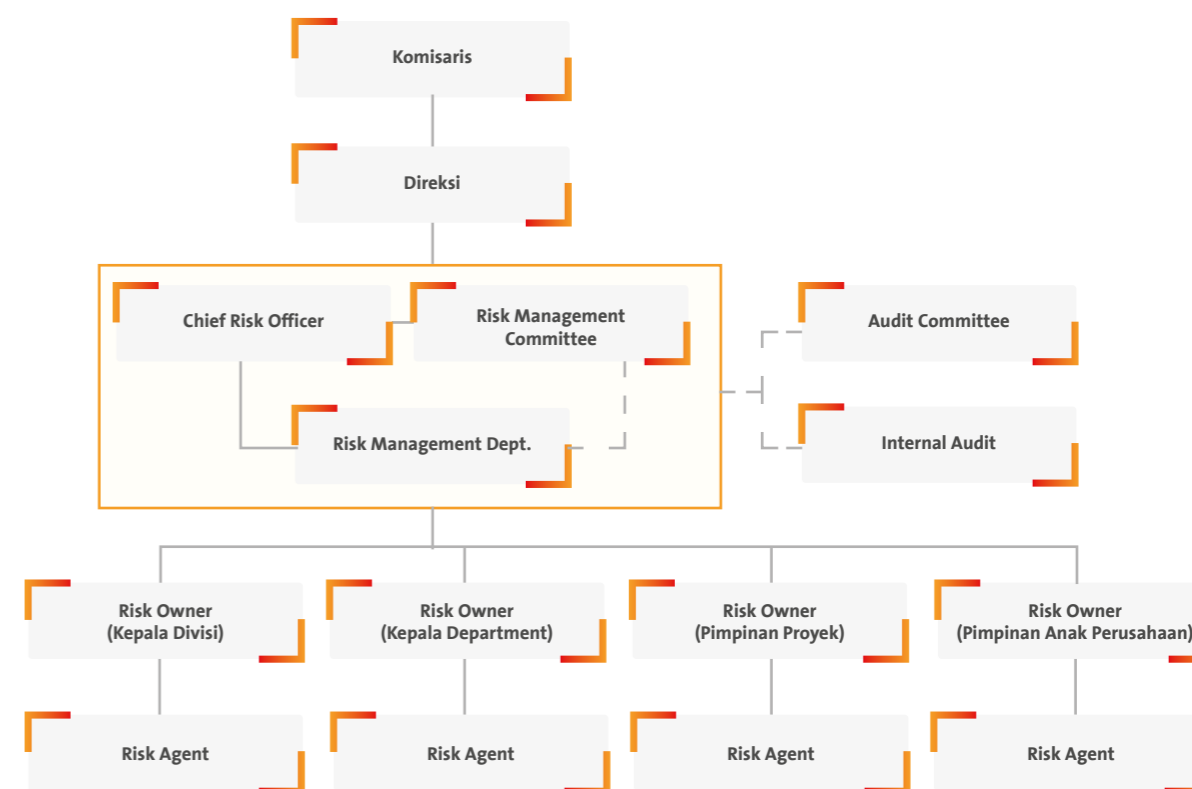 Komisaris
Direksi
Chief Risk Officer
Risk Management
Committee
Audit Committee
Risk Management Dept.
Internal Audit
Risk Owner
(Kepala Divisi)
Risk Owner
(Kepala Department)
Risk Owner
(Pimpinan Proyek)
Risk Owner
(Pimpinan Anak Perusahaan)
Risk Agent
Risk Agent
Risk Agent
Risk Agent